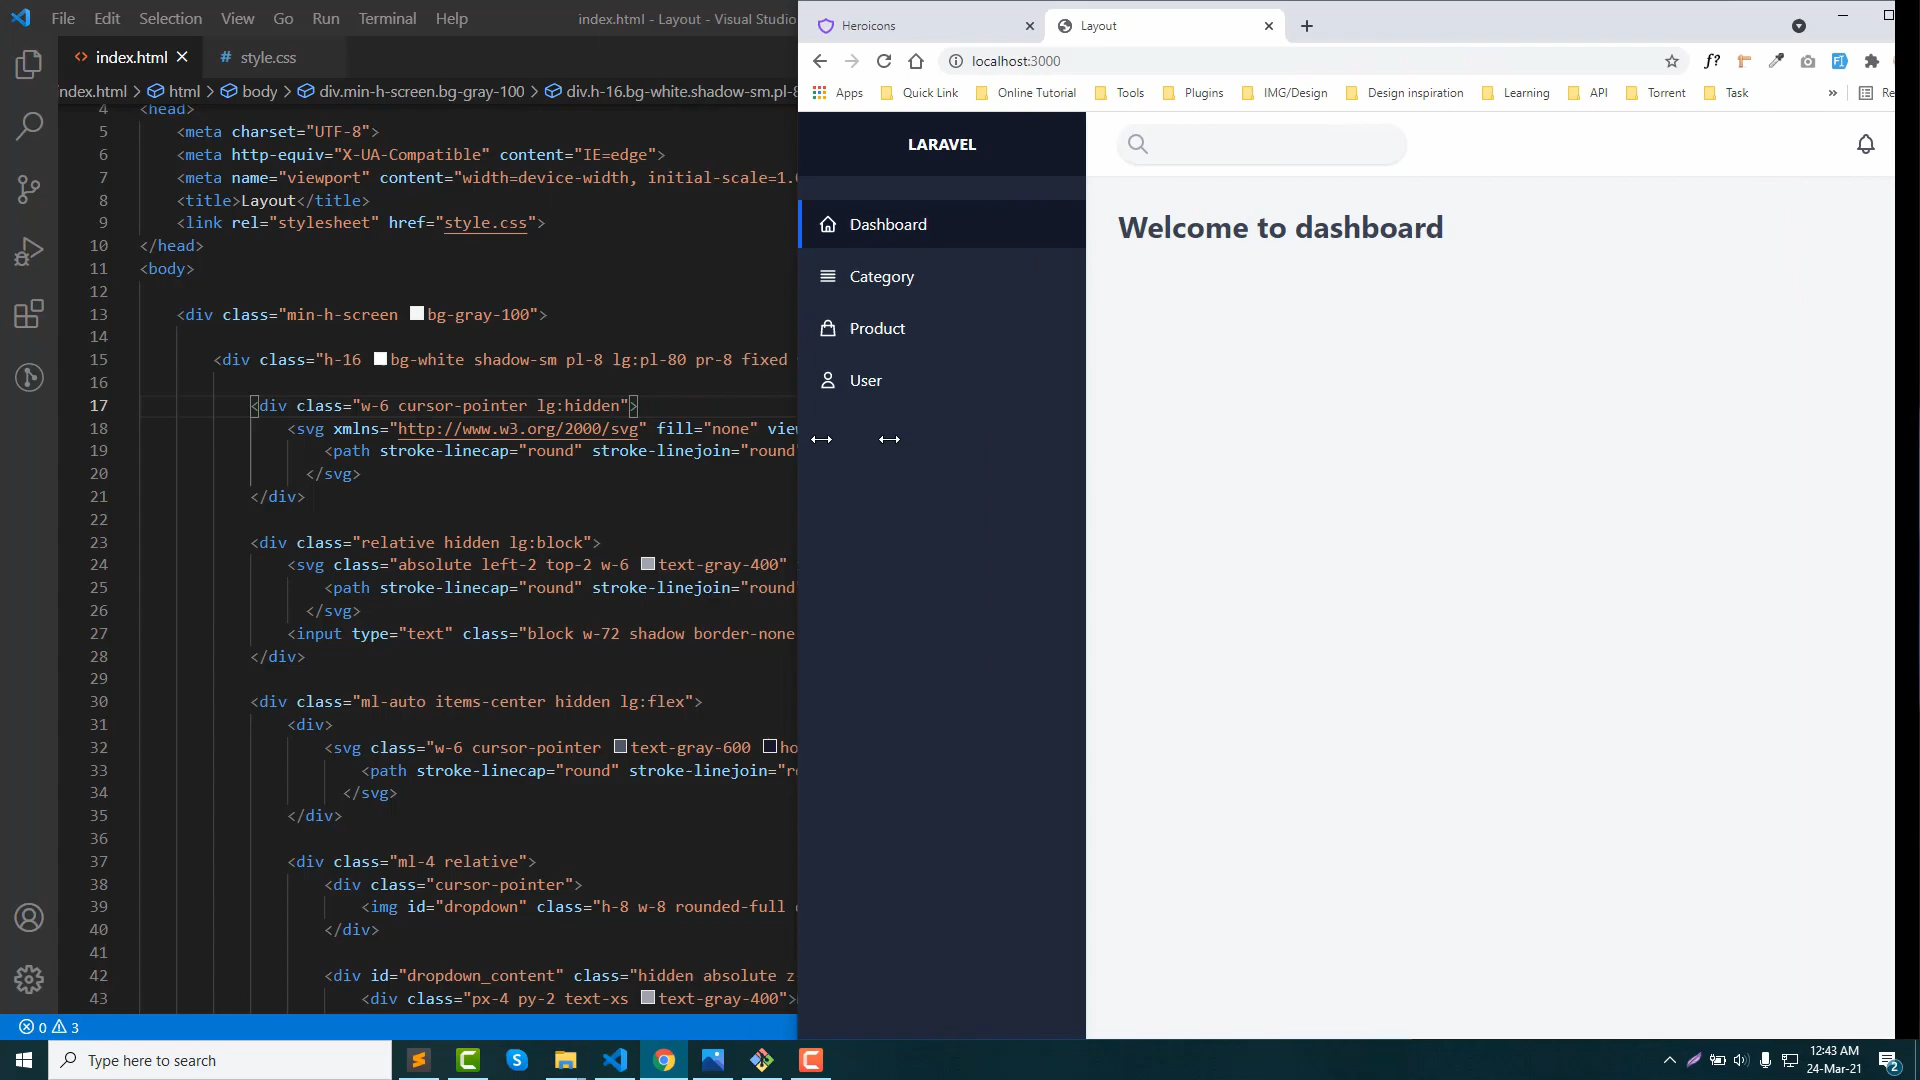 File Edit Selection View Go Run Terminal Help index.html - Layout - Visual Studio
index.html style.css
ndex.html > html > body > div.min-h-screen.bg-gray-100 > div.h-16.bg-white.shadow-sm.pl-8
4 <head>
5 <meta charset="UTF-8">
6 <meta http-equiv="X-UA-Compatible" content="IE=edge">
7 <meta name="viewport" content="width=device-width, initial-scale=1.
8 <title>Layout</title>
9 <link rel="stylesheet" href="style.css">
10 </head>
11 <body>
12
13 <div class="min-h-screen bg-gray-100">
14
15 <div class="h-16 bg-white shadow-sm pl-8 lg:pl-80 pr-8 fixed
16
17 <div class="w-6 cursor-pointer lg:hidden">
18 <svg xmlns="http://www.w3.org/2000/svg" fill="none" view
19 <path stroke-linecap="round" stroke-linejoin="round
20 </svg>
21 </div>
22
23 <div class="relative hidden lg:block">
24 <svg class="absolute left-2 top-2 w-6 text-gray-400"
25 <path stroke-linecap="round" stroke-linejoin="round"
26 </svg>
27 <input type="text" class="block w-72 shadow border-none
28 </div>
29
30 <div class="ml-auto items-center hidden lg:flex">
31 <div>
32 <svg class="w-6 cursor-pointer text-gray-600 ho
33 <path stroke-linecap="round" stroke-linejoin="r
34 </svg>
35 </div>
36
37 <div class="ml-4 relative">
38 <div class="cursor-pointer">
39 <img id="dropdown" class="h-8 w-8 rounded-full
40 </div>
41
42 <div id="dropdown_content" class="hidden absolute z
43 <div class="px-4 py-2 text-xs text-gray-400">
0 3
Heroicons Layout
localhost:3000
f?
Apps Quick Link Online Tutorial Tools Plugins IMG/Design Design inspiration Learning API Torrent Task » Re
LARAVEL
Dashboard
Category
Product
User
Welcome to dashboard
Type here to search
12:43 AM
24-Mar-21
2